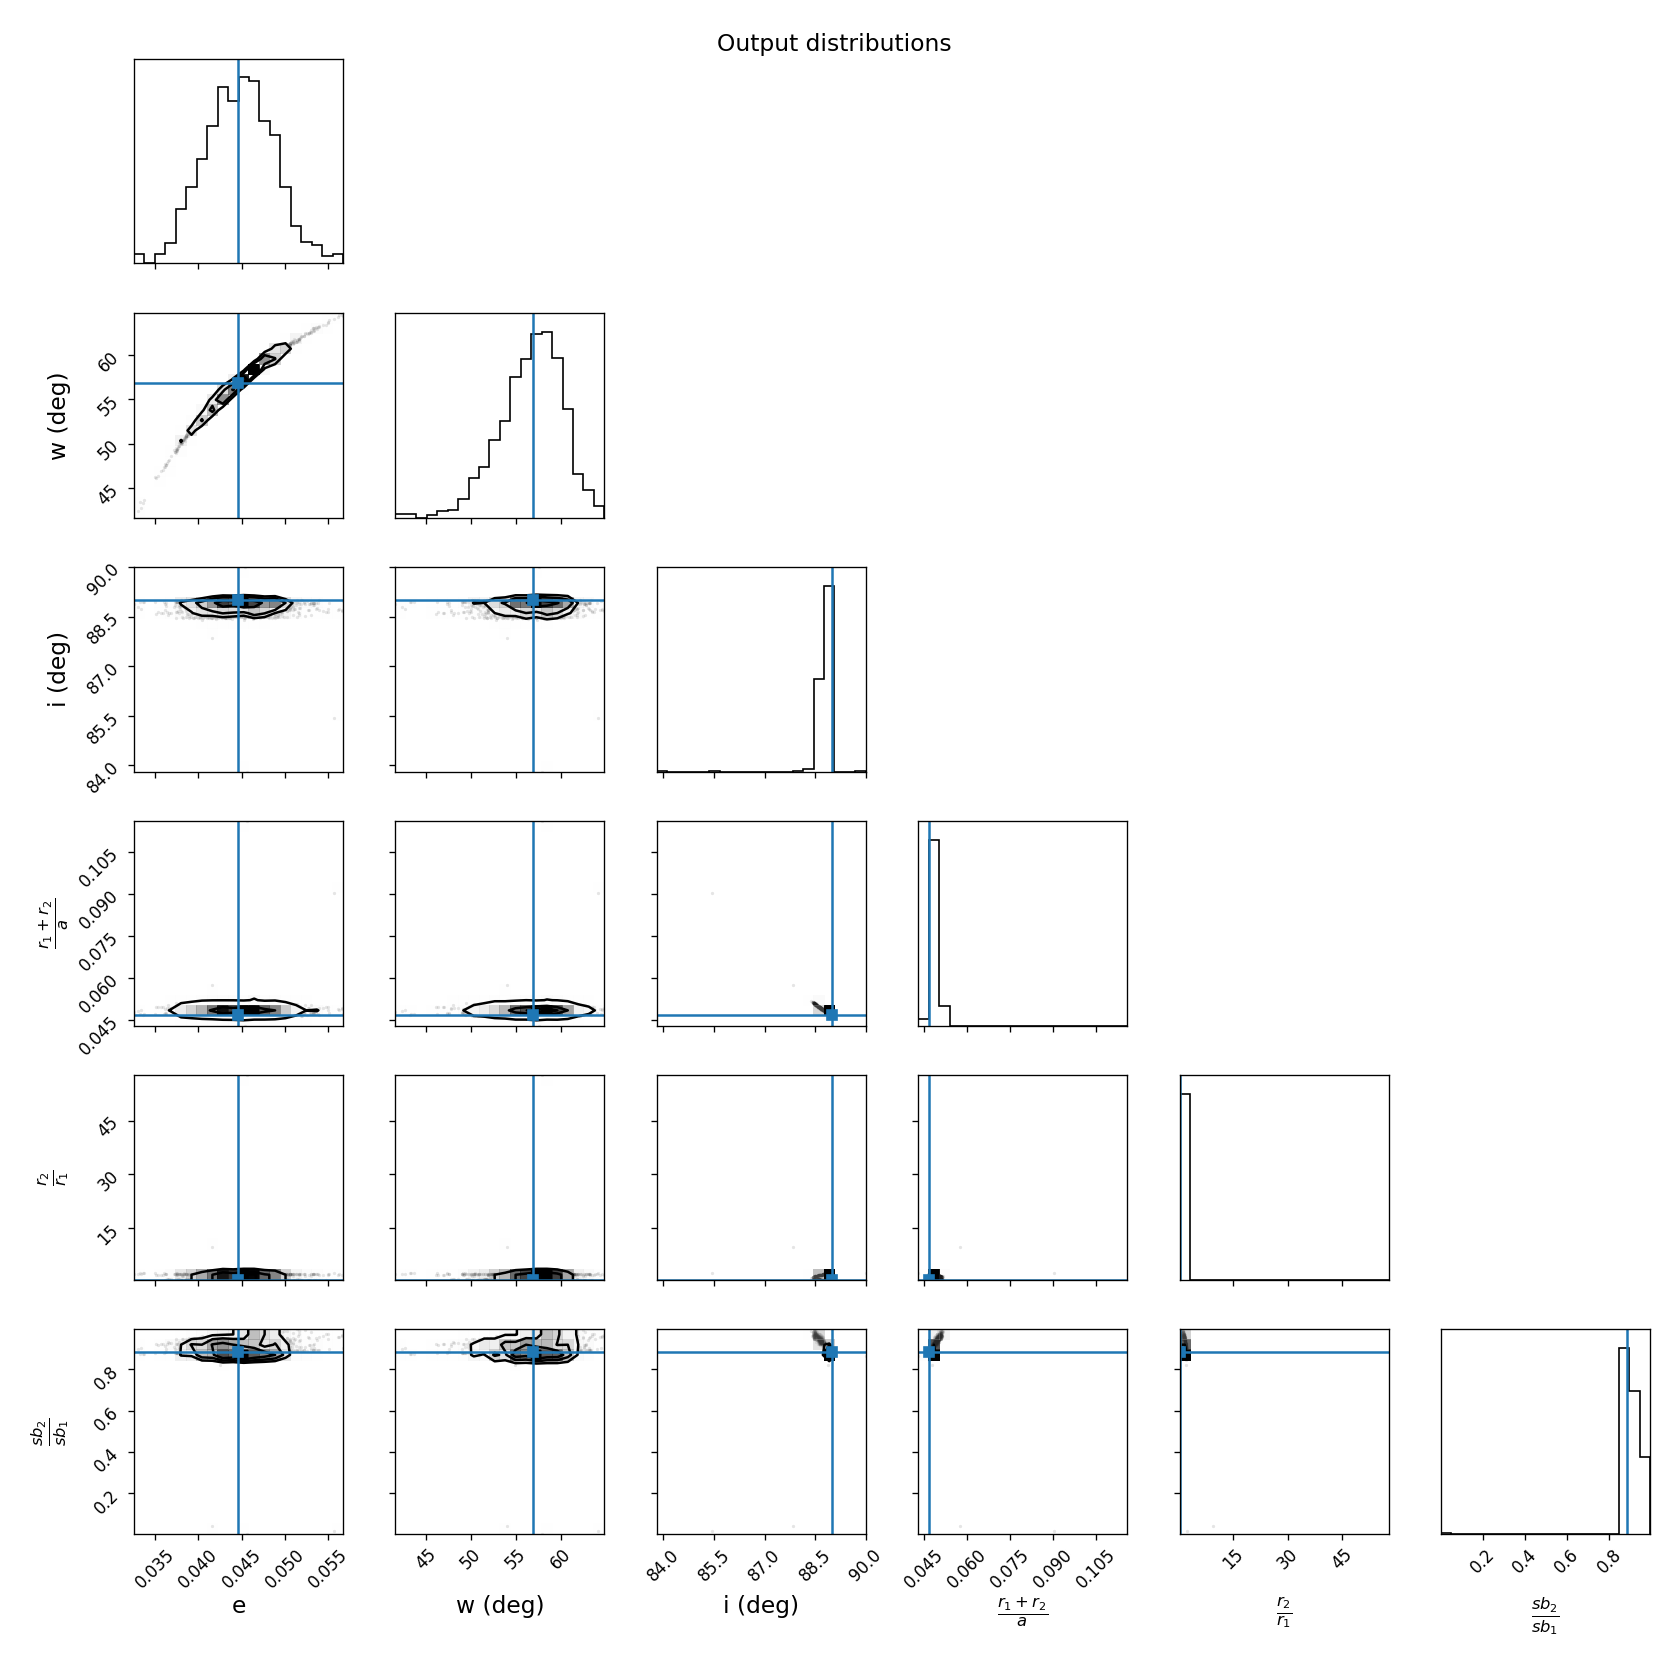 Output distributions
w (deg)
60
55
50
45
i (deg)
90.0
88.5
87.0
85.5
84.0
r₁ + r₂
a
0.105
0.090
0.075
0.060
0.045
r₂
r₁
45
30
15
sb₂
sb₁
0.8
0.6
0.4
0.2
0.035 0.040 0.045 0.050 0.055
45 50 55 60
84.0 85.5 87.0 88.5 90.0
0.045 0.060 0.075 0.090 0.105
15 30 45
0.2 0.4 0.6 0.8
e
w (deg)
i (deg)
r₁ + r₂
a
r₂
r₁
sb₂
sb₁